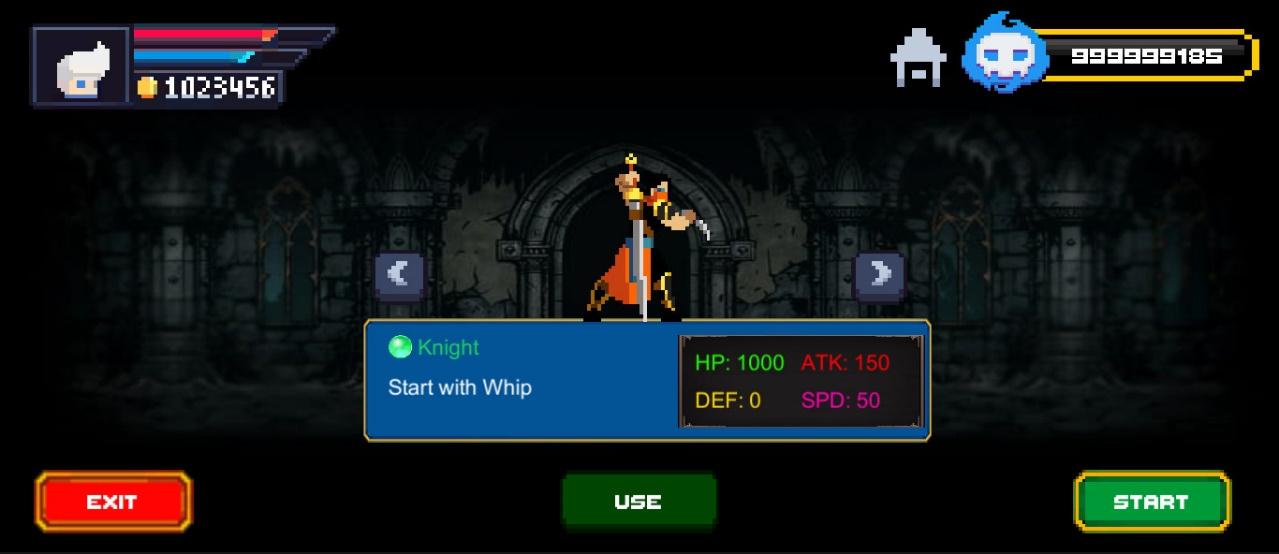 1023456
999999185
Knight
Start with Whip
HP: 1000 ATK: 150
DEF: 0 SPD: 50
EXIT
USE
START